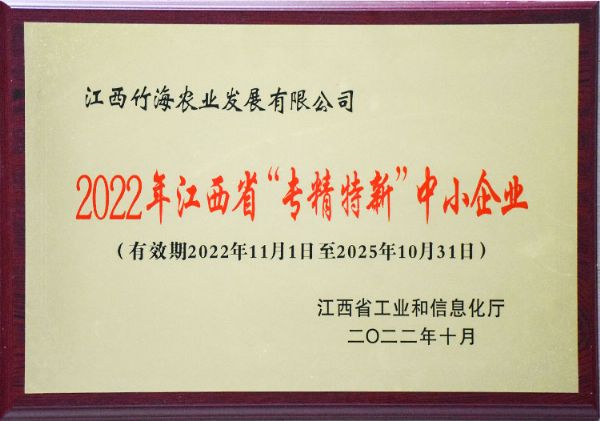 江西竹海农业发展有限公司
2022年江西省“专精特新”中小企业
（有效期2022年11月1日至2025年10月31日）
江西省工业和信息化厅
二〇二二年十月